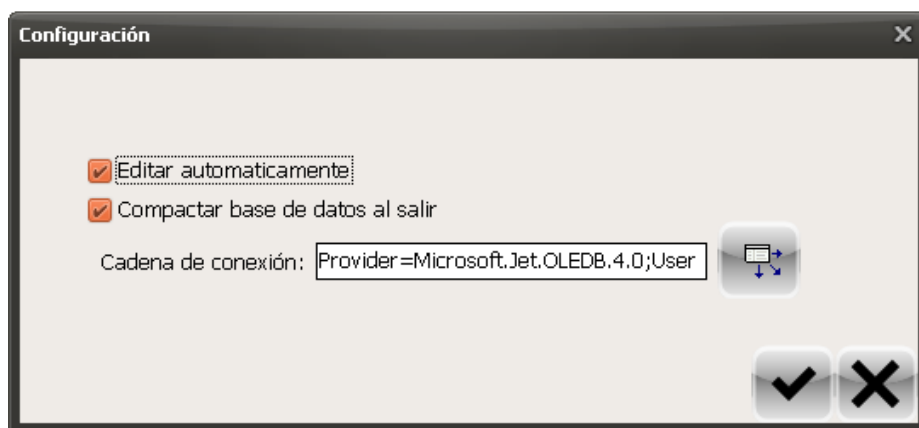 Configuración
Editar automaticamente
Compactar base de datos al salir
Cadena de conexión: Provider=Microsoft.Jet.OLEDB.4.0;User